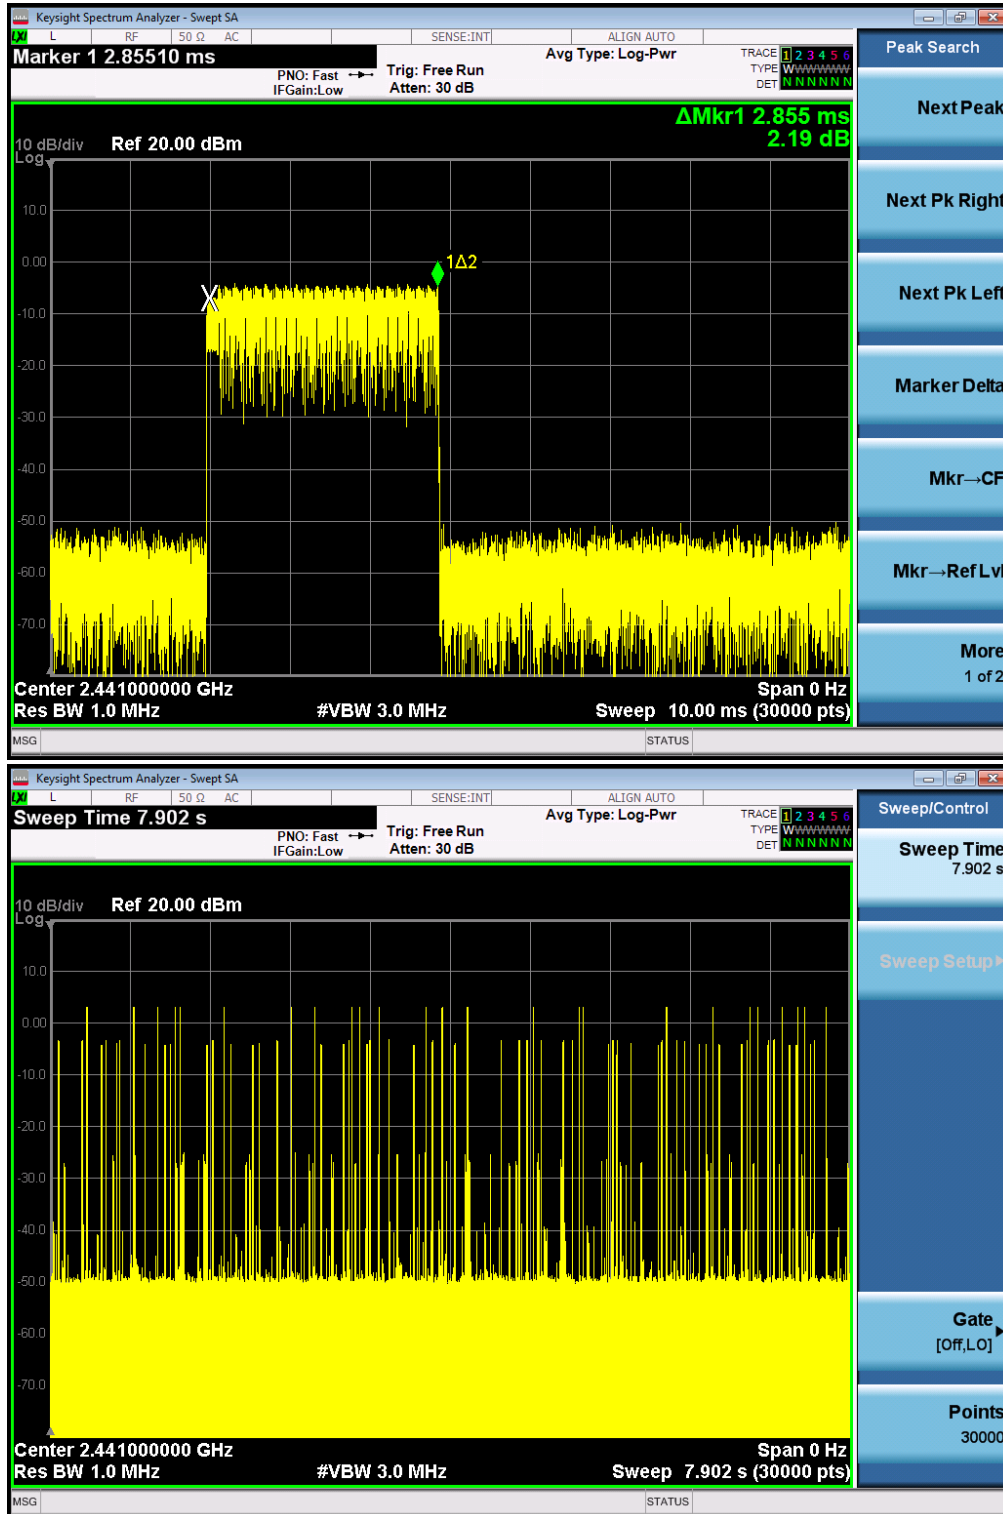 Keysight Spectrum Analyzer - Swept SA
LXI L RF 50 Ω AC SENSE:INT ALIGN AUTO
Marker 1 2.85510 ms
PNO: Fast
IFGain:Low
Trig: Free Run
Atten: 30 dB
Avg Type: Log-Pwr
TRACE 1 2 3 4 5 6
TYPE WWWWWW
DET N N N N N N
ΔMkr1 2.855 ms
2.19 dB
10 dB/div Ref 20.00 dBm
Log
10.0
0.00
1Δ2
X
-10.0
-20.0
-30.0
-40.0
-50.0
-60.0
-70.0
Center 2.441000000 GHz Span 0 Hz
Res BW 1.0 MHz #VBW 3.0 MHz Sweep 10.00 ms (30000 pts)
MSG STATUS
Peak Search
Next Peak
Next Pk Right
Next Pk Left
Marker Delta
Mkr→CF
Mkr→Ref Lvl
More
1 of 2
Keysight Spectrum Analyzer - Swept SA
LXI L RF 50 Ω AC SENSE:INT ALIGN AUTO
Sweep Time 7.902 s
PNO: Fast
IFGain:Low
Trig: Free Run
Atten: 30 dB
Avg Type: Log-Pwr
TRACE 1 2 3 4 5 6
TYPE WWWWWW
DET N N N N N N
10 dB/div Ref 20.00 dBm
Log
10.0
0.00
-10.0
-20.0
-30.0
-40.0
-50.0
-60.0
-70.0
Center 2.441000000 GHz Span 0 Hz
Res BW 1.0 MHz #VBW 3.0 MHz Sweep 7.902 s (30000 pts)
MSG STATUS
Sweep/Control
Sweep Time
7.902 s
Sweep Setup
Gate
[Off,LO]
Points
30000